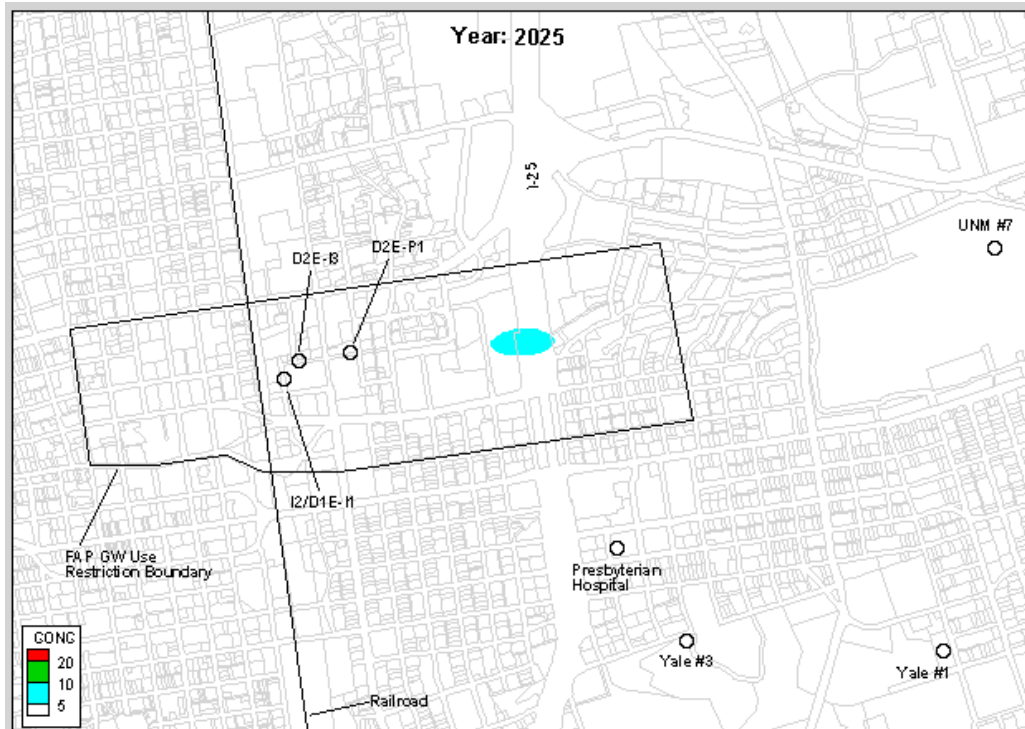 Year: 2025
I-25
UNM #7
D2E-P1
D2E-I3
I2/D1E-I1
FAP GW Use
Restriction Boundary
Presbyterian
Hospital
Yale #3
Yale #1
Railroad
CONC
20
10
5